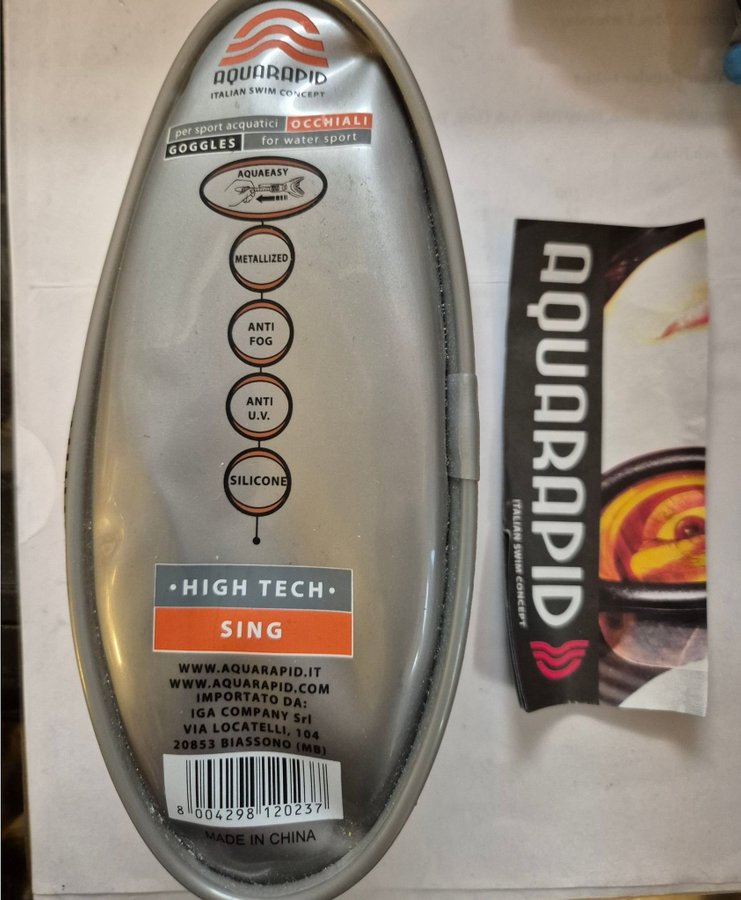 AQUARAPID
ITALIAN SWIM CONCEPT
per sport acquatici OCCHIALI
GOGGLES for water sport
AQUAEASY
METALLIZED
ANTI
FOG
ANTI
U.V.
SILICONE
·HIGH TECH·
SING
WWW.AQUARAPID.IT
WWW.AQUARAPID.COM
IMPORTATO DA:
IGA COMPANY Srl
VIA LOCATELLI, 104
20853 BIASSONO (MB)
8 004298 120237
MADE IN CHINA
AQUARAPID
ITALIAN SWIM CONCEPT